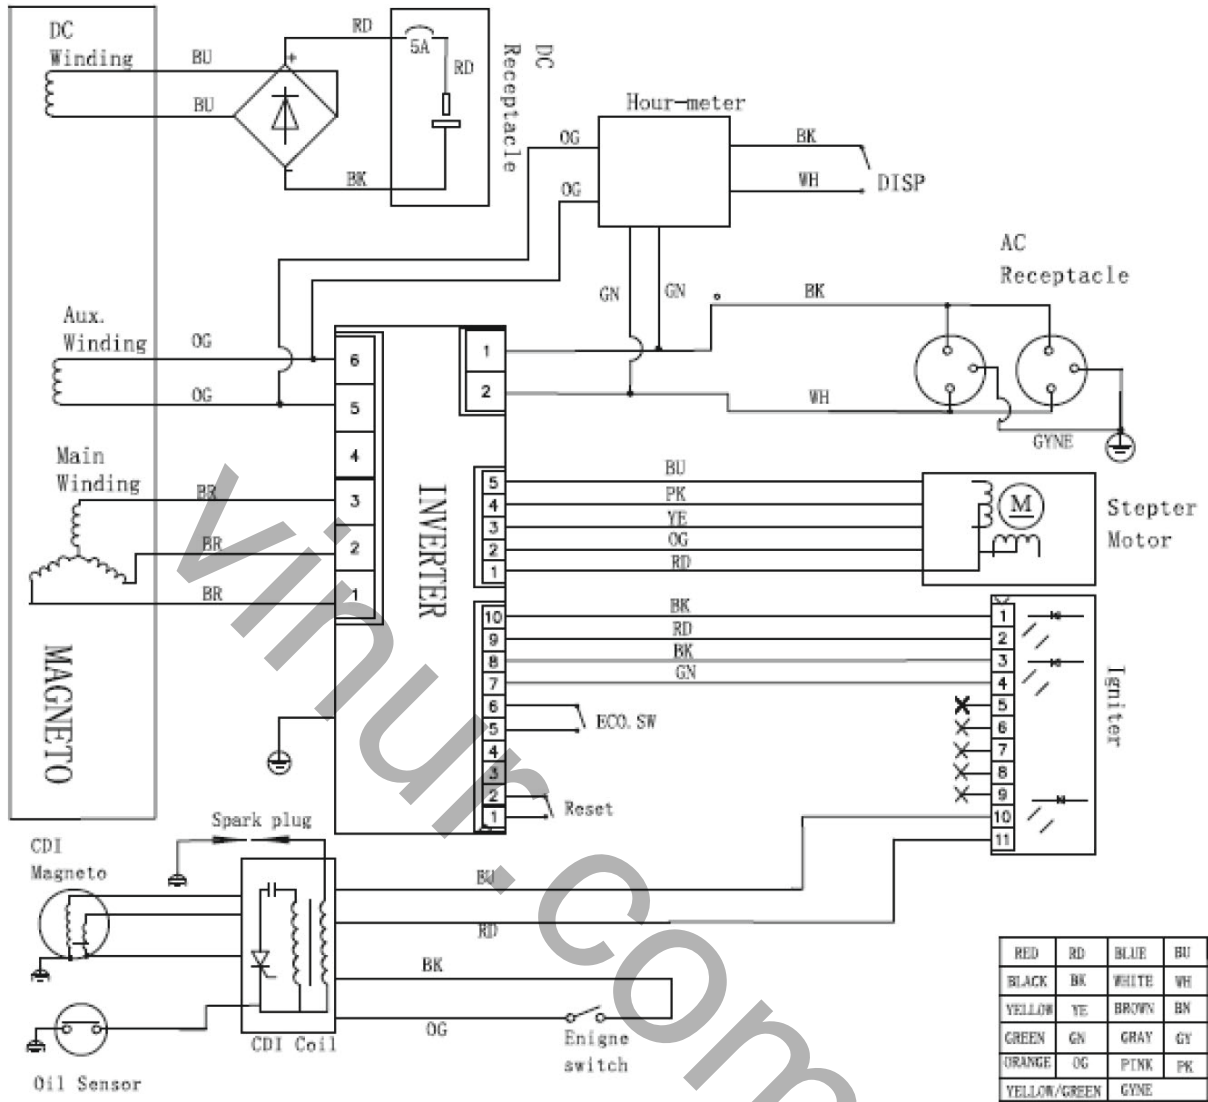 DC
Winding
BU
BU
+
-
RD
5A
RD
BK
DC
Receptacle
Hour-meter
OG
OG
BK
WH
DISP
GN
GN
AC
Receptacle
BK
WH
GYNE
Aux.
Winding
OG
OG
6
5
4
3
2
1
1
2
Main
Winding
BR
BR
BR
MAGNETO
INVERTER
5
4
3
2
1
BU
PK
YE
OG
RD
M
Stepter
Motor
10
9
8
7
6
5
4
3
2
1
BK
RD
BK
GN
ECO.SW
Reset
1
2
3
4
5
6
7
8
9
10
11
Igniter
Spark plug
CDI
Magneto
BU
RD
BK
OG
CDI Coil
Enigne
switch
Oil Sensor
RED RD BLUE BU
BLACK BK WHITE WH
YELLOW YE BROWN BN
GREEN GN GRAY GY
ORANGE OG PINK PK
YELLOW/GREEN GYNE
vinur.com